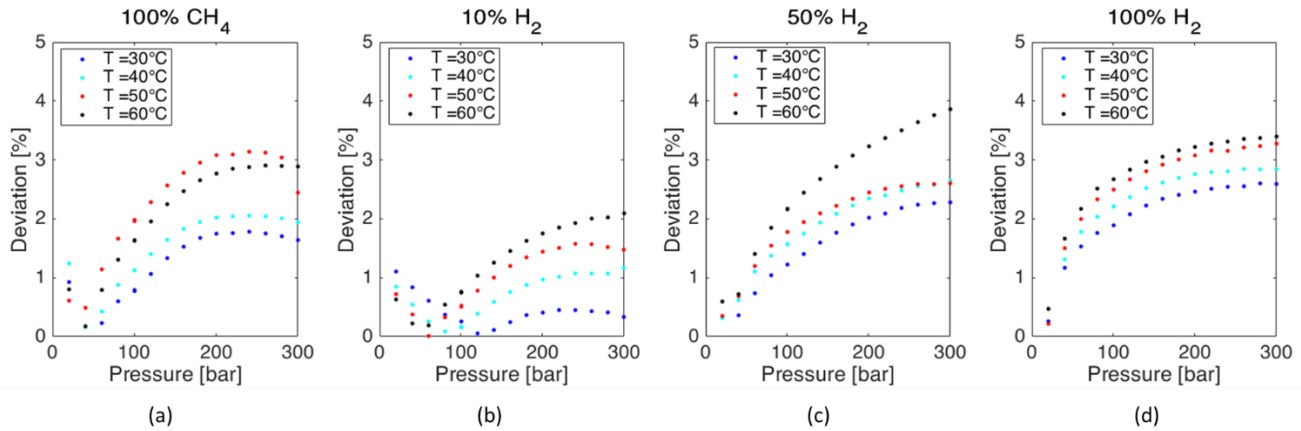 100% CH4
Deviation [%]
5
4
3
2
1
0
T =30°C
T =40°C
T =50°C
T =60°C
0
100
200
300
Pressure [bar]
(a)
10% H2
Deviation [%]
5
4
3
2
1
0
T =30°C
T =40°C
T =50°C
T =60°C
0
100
200
300
Pressure [bar]
(b)
50% H2
Deviation [%]
5
4
3
2
1
0
T =30°C
T =40°C
T =50°C
T =60°C
0
100
200
300
Pressure [bar]
(c)
100% H2
Deviation [%]
5
4
3
2
1
0
T =30°C
T =40°C
T =50°C
T =60°C
0
100
200
300
Pressure [bar]
(d)